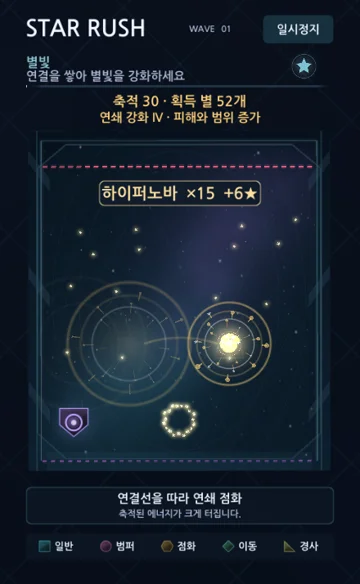 STAR RUSH
WAVE 01
일시정지
별빛
연결을 쌓아 별빛을 강화하세요
축적 30 · 획득 별 52개
연쇄 강화 IV · 피해와 범위 증가
하이퍼노바 ×15 +6★
연결선을 따라 연쇄 점화
축적된 에너지가 크게 터집니다.
일반
범퍼
점화
이동
경사